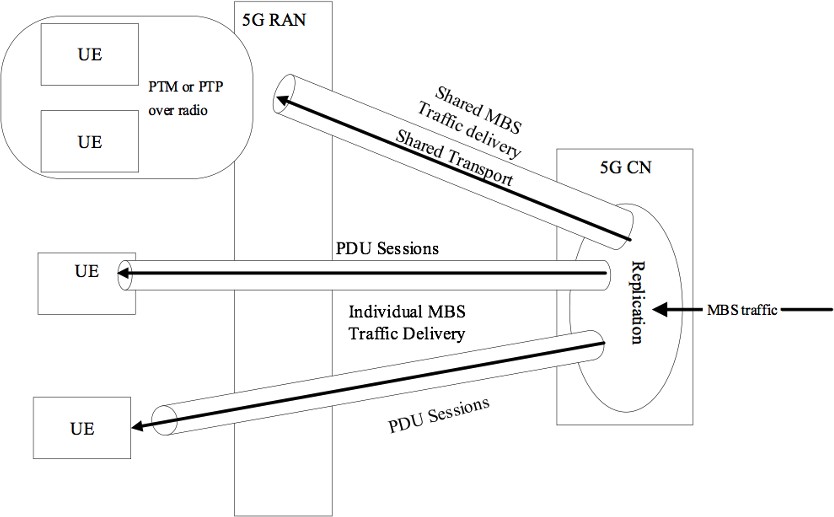 5G RAN
UE
PTM or PTP
over radio
UE
Shared MBS
Traffic delivery
Shared Transport
5G CN
PDU Sessions
UE
Replication
MBS traffic
Individual MBS
Traffic Delivery
PDU Sessions
UE